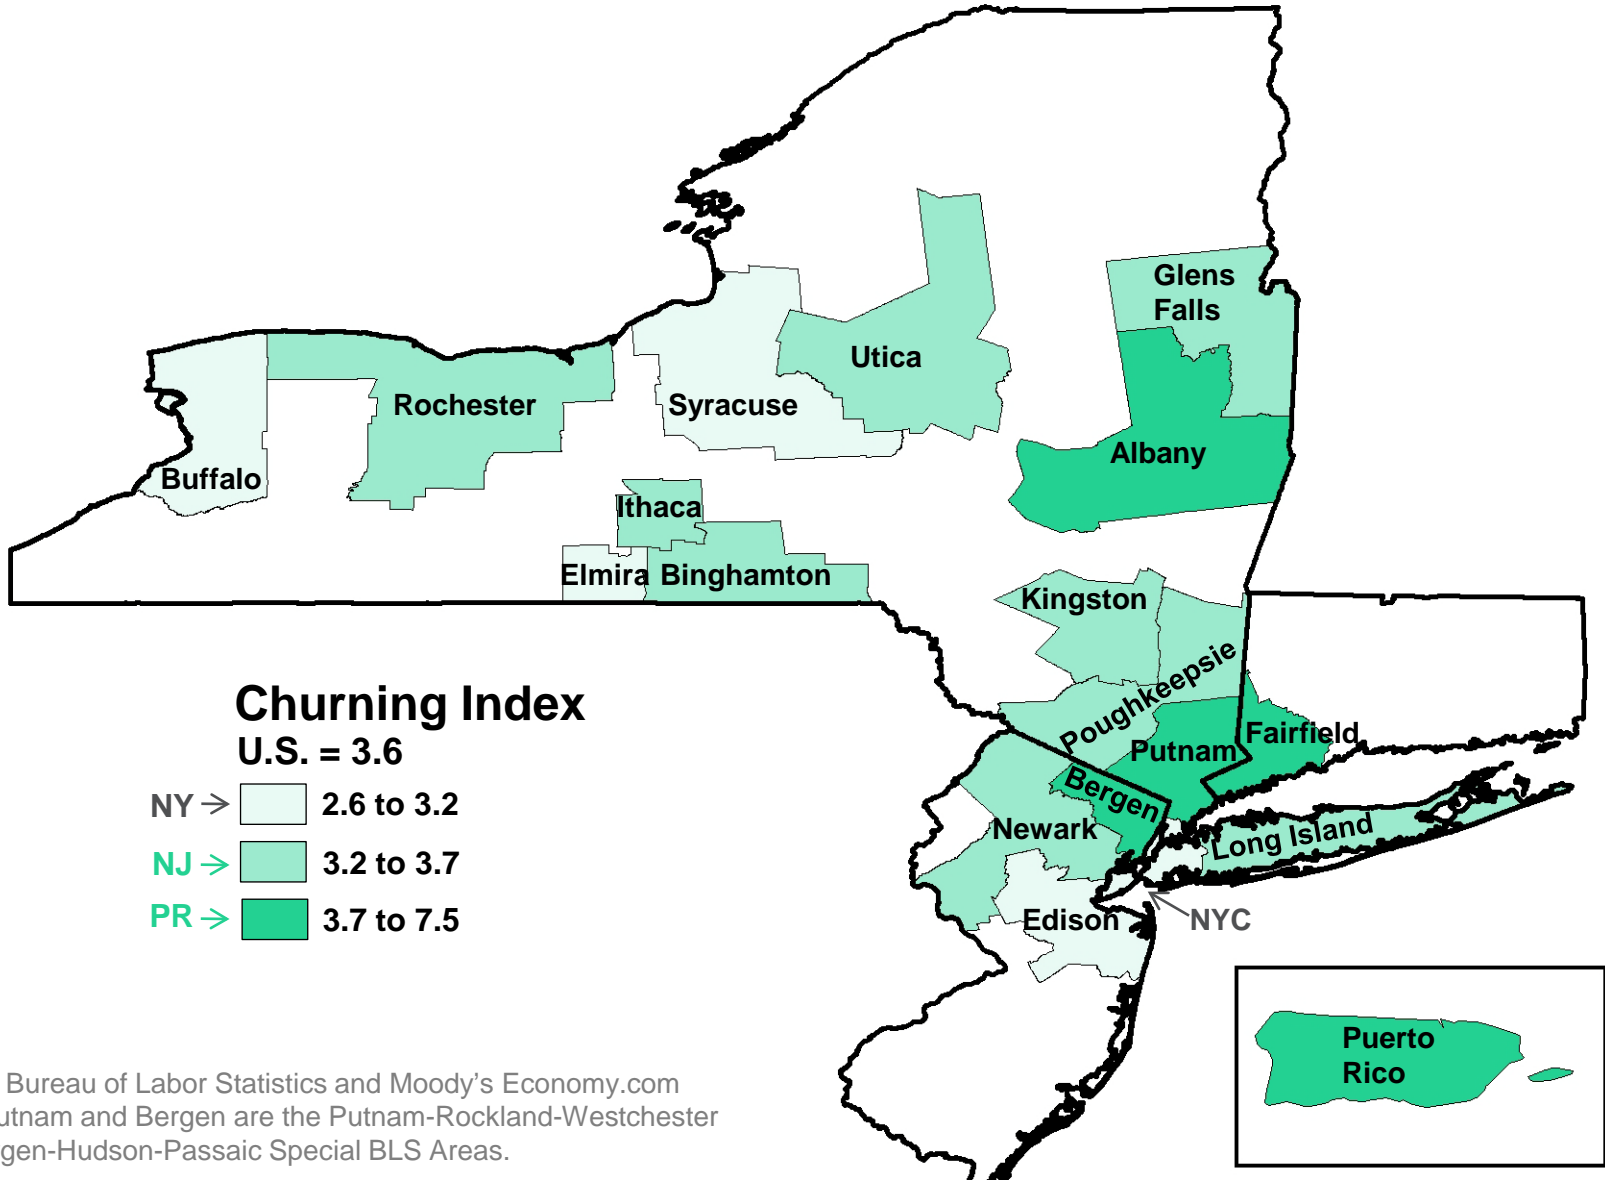 Glens
Falls
Utica
Rochester
Syracuse
Albany
Buffalo
Ithaca
Elmira
Binghamton
Kingston
Poughkeepsie
Putnam
Fairfield
Bergen
Newark
Long Island
Edison
NYC
Churning Index
U.S. = 3.6
NY → 2.6 to 3.2
NJ → 3.2 to 3.7
PR → 3.7 to 7.5
Puerto
Rico
Bureau of Labor Statistics and Moody’s Economy.com
utnam and Bergen are the Putnam-Rockland-Westchester
gen-Hudson-Passaic Special BLS Areas.